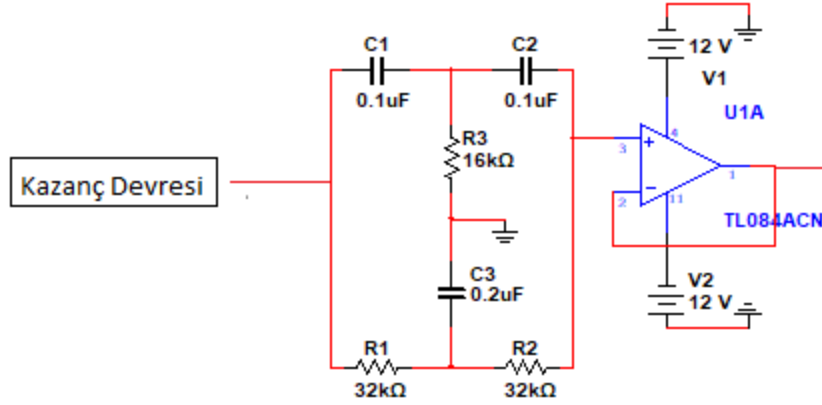 C1
0.1uF
C2
0.1uF
12 V
V1
U1A
R3
16kΩ
Kazanç Devresi
3
4
1
2
11
TL084ACN
C3
0.2uF
V2
12 V
R1
32kΩ
R2
32kΩ